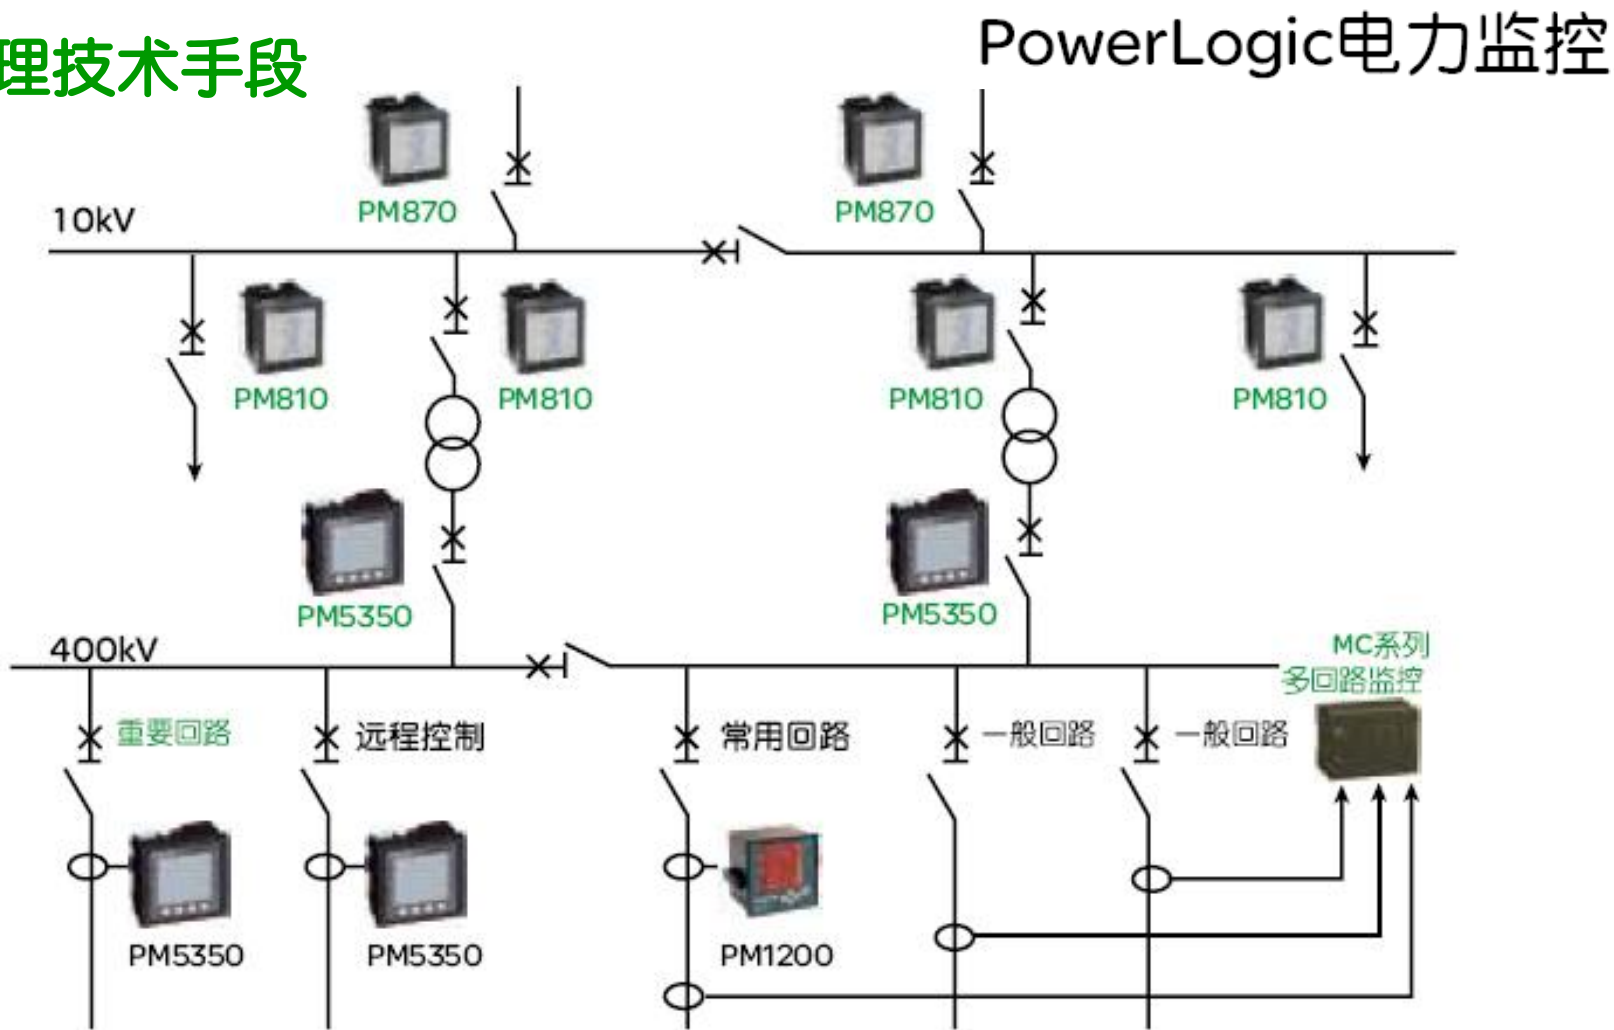 理技术手段
PowerLogic电力监控
PM870
PM870
10kV
PM810
PM810
PM810
PM810
PM5350
PM5350
400kV
MC系列
多回路监控
重要回路
远程控制
常用回路
一般回路
一般回路
PM5350
PM5350
PM1200